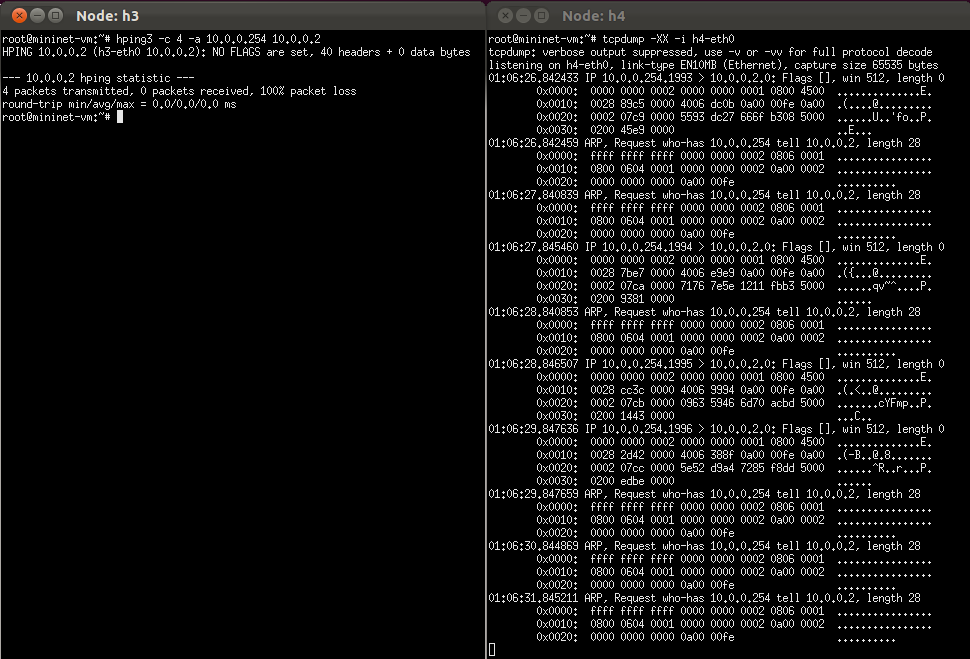 Node: h3
root@mininet-vm:~# hping3 -c 4 -a 10.0.0.254 10.0.0.2
HPING 10.0.0.2 (h3-eth0 10.0.0.2): NO FLAGS are set, 40 headers + 0 data bytes
--- 10.0.0.2 hping statistic ---
4 packets transmitted, 0 packets received, 100% packet loss
round-trip min/avg/max = 0.0/0.0/0.0 ms
root@mininet-vm:~#
Node: h4
root@mininet-vm:~# tcpdump -XX -i h4-eth0
tcpdump: verbose output suppressed, use -v or -vv for full protocol decode
listening on h4-eth0, link-type EN10MB (Ethernet), capture size 65535 bytes
01:06:26.842433 IP 10.0.0.254.1993 > 10.0.0.2.0: Flags [], win 512, length 0
0x0000:  0000 0000 0002 0000 0000 0001 0800 4500  ..............E.
0x0010:  0028 89c5 0000 4006 dc0b 0a00 00fe 0a00  .(....@.........
0x0020:  0002 07c9 0000 5593 dc27 666f b308 5000  ......U..'fo..P.
0x0030:  0200 45e9 0000                           ..E...
01:06:26.842459 ARP, Request who-has 10.0.0.254 tell 10.0.0.2, length 28
0x0000:  ffff ffff ffff 0000 0000 0002 0806 0001  ................
0x0010:  0800 0604 0001 0000 0000 0002 0a00 0002  ................
0x0020:  0000 0000 0000 0a00 00fe                 ..........
01:06:27.840839 ARP, Request who-has 10.0.0.254 tell 10.0.0.2, length 28
0x0000:  ffff ffff ffff 0000 0000 0002 0806 0001  ................
0x0010:  0800 0604 0001 0000 0000 0002 0a00 0002  ................
0x0020:  0000 0000 0000 0a00 00fe                 ..........
01:06:27.845460 IP 10.0.0.254.1994 > 10.0.0.2.0: Flags [], win 512, length 0
0x0000:  0000 0000 0002 0000 0000 0001 0800 4500  ..............E.
0x0010:  0028 7be7 0000 4006 e9e9 0a00 00fe 0a00  .({...@.........
0x0020:  0002 07ca 0000 7176 7e5e 1211 fbb3 5000  ......qv~^....P.
0x0030:  0200 9381 0000                           ......
01:06:28.840853 ARP, Request who-has 10.0.0.254 tell 10.0.0.2, length 28
0x0000:  ffff ffff ffff 0000 0000 0002 0806 0001  ................
0x0010:  0800 0604 0001 0000 0000 0002 0a00 0002  ................
0x0020:  0000 0000 0000 0a00 00fe                 ..........
01:06:28.846507 IP 10.0.0.254.1995 > 10.0.0.2.0: Flags [], win 512, length 0
0x0000:  0000 0000 0002 0000 0000 0001 0800 4500  ..............E.
0x0010:  0028 cc3c 0000 4006 9994 0a00 00fe 0a00  .(.<..@.........
0x0020:  0002 07cb 0000 0963 5946 6d70 acbd 5000  .......cYFmp..P.
0x0030:  0200 1443 0000                           ...C..
01:06:29.847636 IP 10.0.0.254.1996 > 10.0.0.2.0: Flags [], win 512, length 0
0x0000:  0000 0000 0002 0000 0000 0001 0800 4500  ..............E.
0x0010:  0028 2d42 0000 4006 388f 0a00 00fe 0a00  .(-B..@.8.......
0x0020:  0002 07cc 0000 5e52 d9a4 7285 f8dd 5000  ......^R..r...P.
0x0030:  0200 edbe 0000                           ......
01:06:29.847659 ARP, Request who-has 10.0.0.254 tell 10.0.0.2, length 28
0x0000:  ffff ffff ffff 0000 0000 0002 0806 0001  ................
0x0010:  0800 0604 0001 0000 0000 0002 0a00 0002  ................
0x0020:  0000 0000 0000 0a00 00fe                 ..........
01:06:30.844869 ARP, Request who-has 10.0.0.254 tell 10.0.0.2, length 28
0x0000:  ffff ffff ffff 0000 0000 0002 0806 0001  ................
0x0010:  0800 0604 0001 0000 0000 0002 0a00 0002  ................
0x0020:  0000 0000 0000 0a00 00fe                 ..........
01:06:31.845211 ARP, Request who-has 10.0.0.254 tell 10.0.0.2, length 28
0x0000:  ffff ffff ffff 0000 0000 0002 0806 0001  ................
0x0010:  0800 0604 0001 0000 0000 0002 0a00 0002  ................
0x0020:  0000 0000 0000 0a00 00fe                 ..........